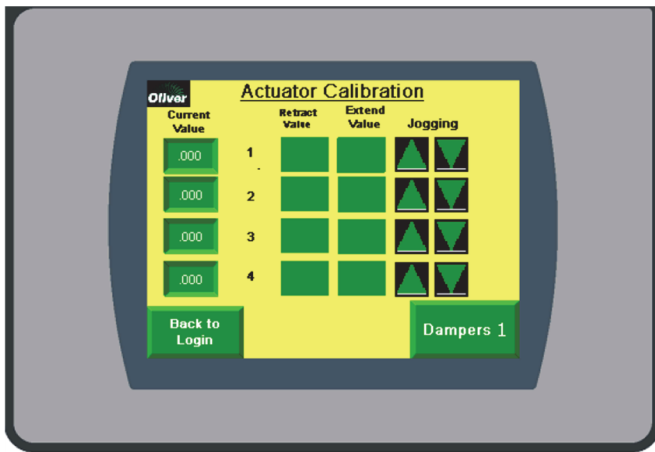 Oliver
Actuator Calibration
Current
Value
Retract
Value
Extend
Value
Jogging
.000
1
.000
2
.000
3
.000
4
Back to
Login
Dampers 1